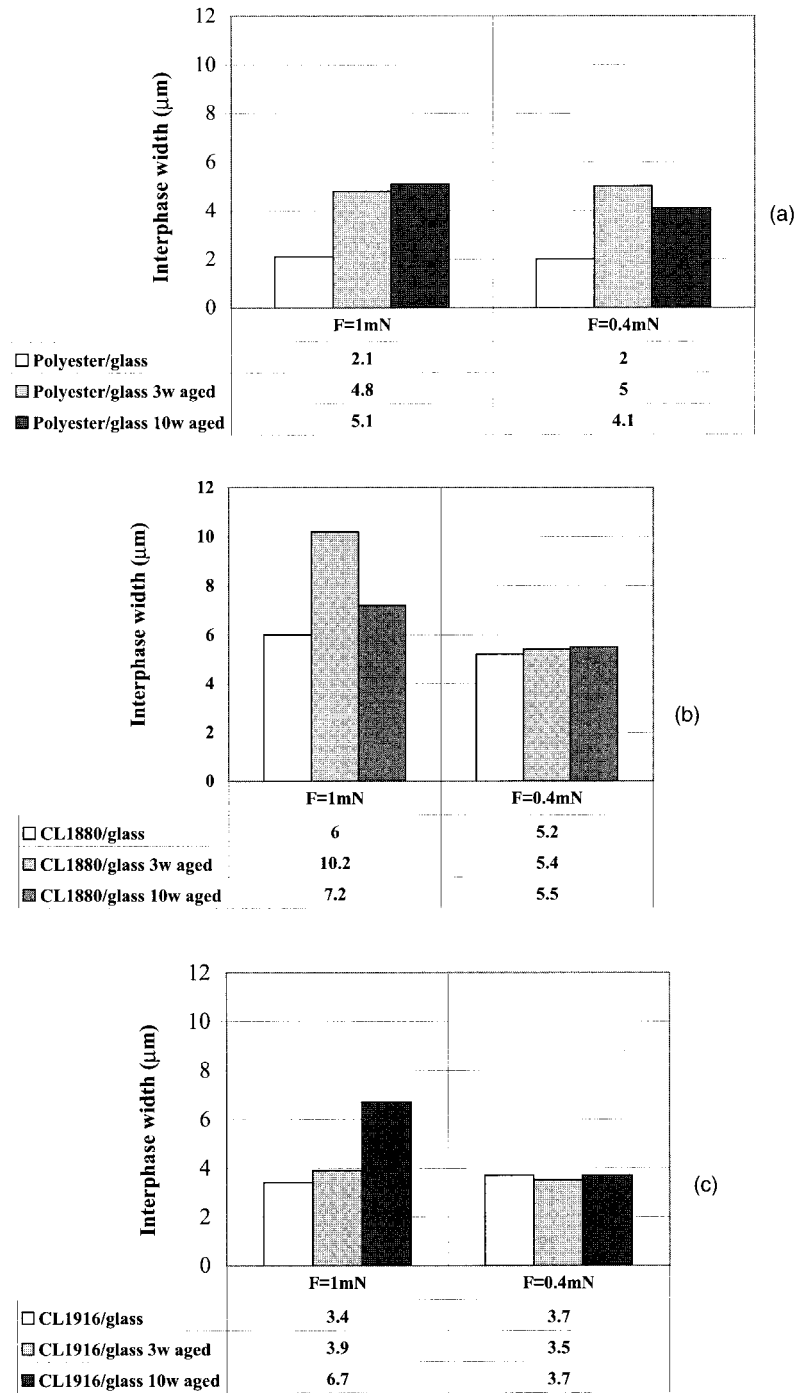 12
10
8
6
4
2
0
Interphase width (μm)
F=1mN F=0.4mN
Polyester/glass 2.1 2
Polyester/glass 3w aged 4.8 5
Polyester/glass 10w aged 5.1 4.1
(a)
12
10
8
6
4
2
0
Interphase width (μm)
F=1mN F=0.4mN
CL1880/glass 6 5.2
CL1880/glass 3w aged 10.2 5.4
CL1880/glass 10w aged 7.2 5.5
(b)
12
10
8
6
4
2
0
Interphase width (μm)
F=1mN F=0.4mN
CL1916/glass 3.4 3.7
CL1916/glass 3w aged 3.9 3.5
CL1916/glass 10w aged 6.7 3.7
(c)